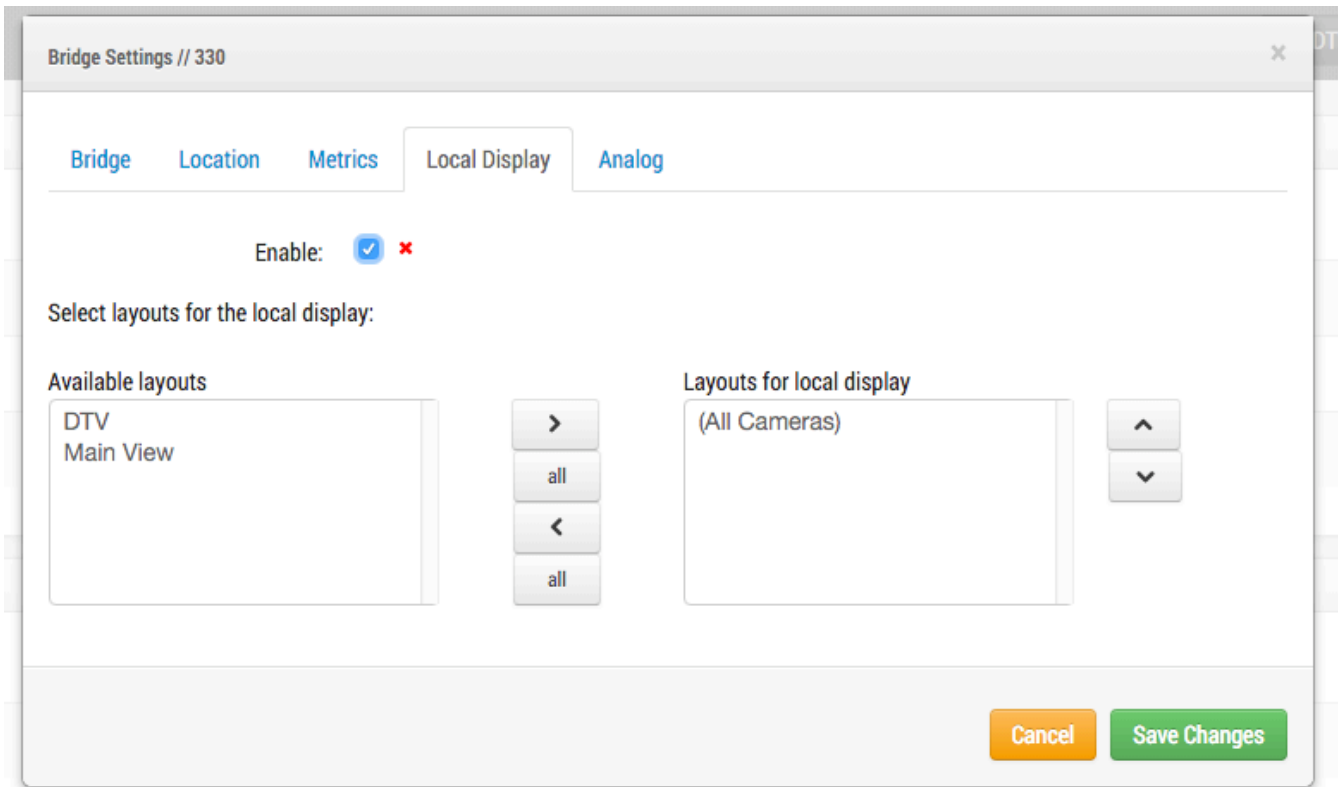 Bridge Settings // 330
×
DT
Bridge Location Metrics Local Display Analog
Enable:
Select layouts for the local display:
Available layouts
Layouts for local display
DTV
Main View
(All Cameras)
all
all
Cancel
Save Changes